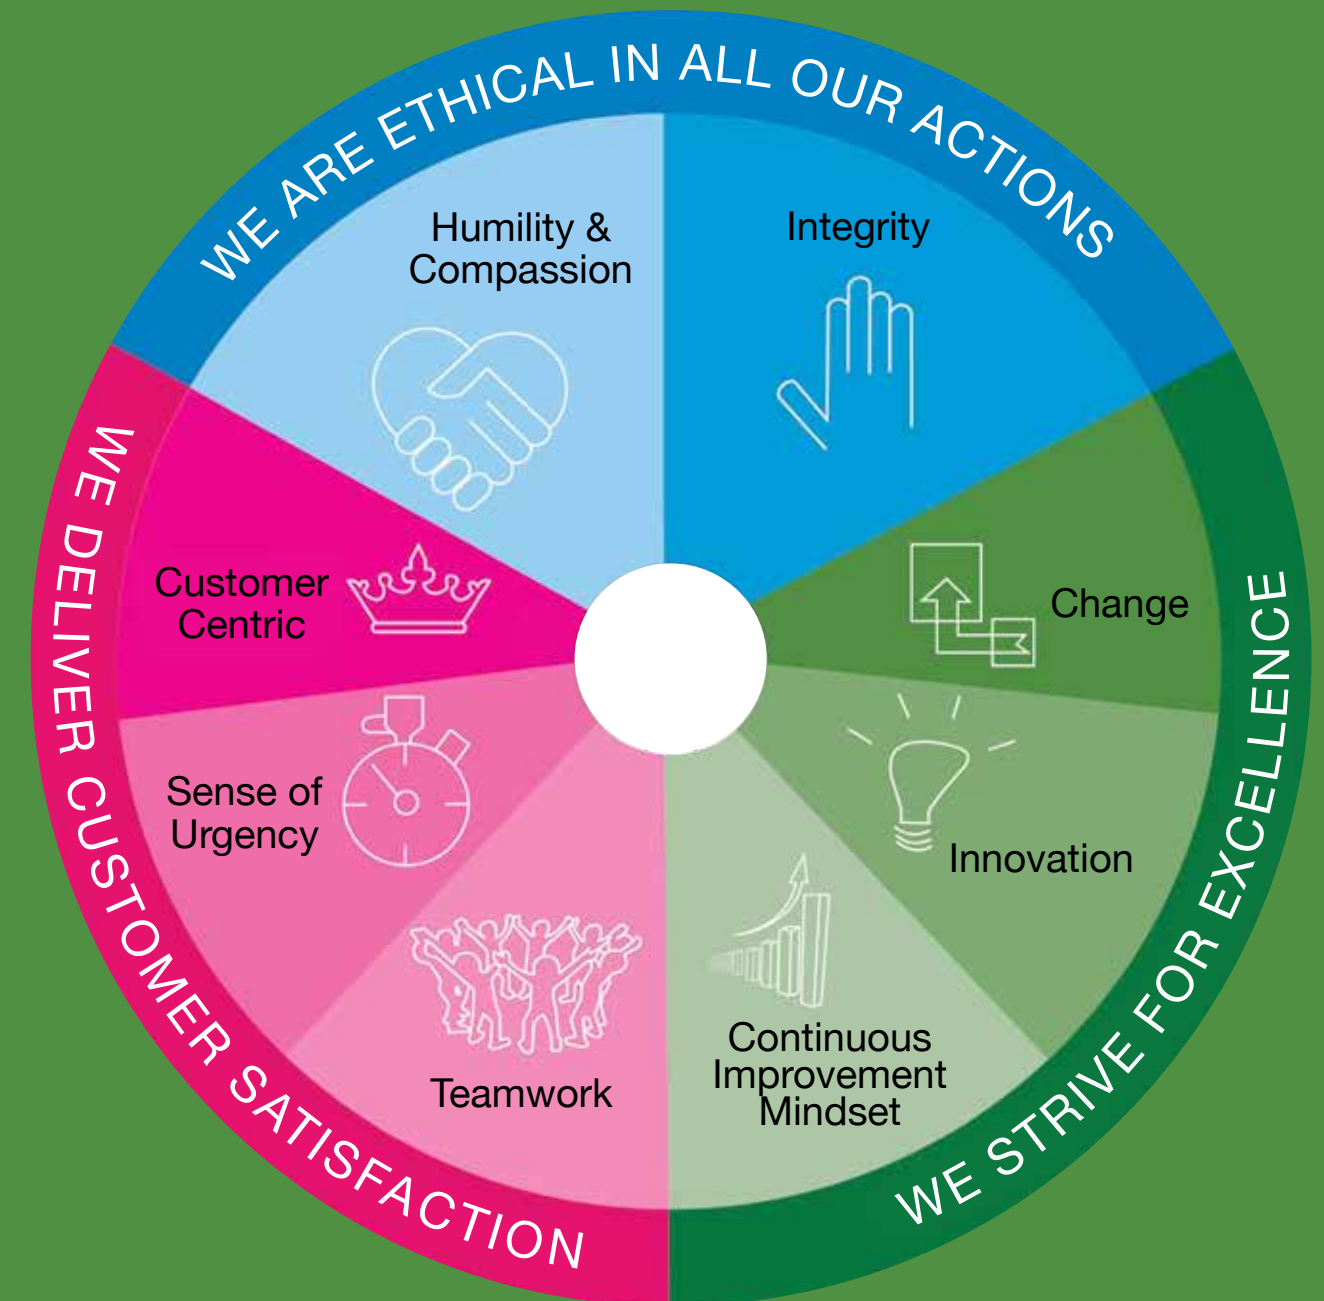 WE ARE ETHICAL IN ALL OUR ACTIONS
Humility &
Compassion
Integrity
Change
Innovation
Continuous
Improvement
Mindset
WE STRIVE FOR EXCELLENCE
Customer
Centric
Sense of
Urgency
Teamwork
WE DELIVER CUSTOMER SATISFACTION